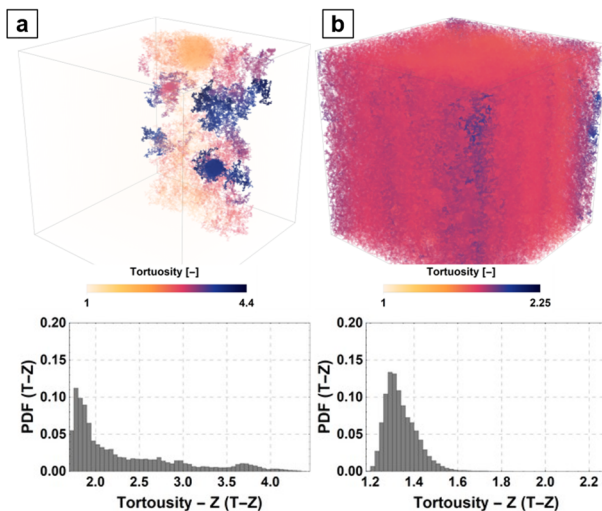 a
b
Tortuosity [–]
1
4.4
Tortuosity [–]
1
2.25
0.20
0.15
0.10
0.05
0.00
PDF (T–Z)
2.0 2.5 3.0 3.5 4.0
Tortousity – Z (T–Z)
0.20
0.15
0.10
0.05
0.00
PDF (T–Z)
1.2 1.4 1.6 1.8 2.0 2.2
Tortousity – Z (T–Z)